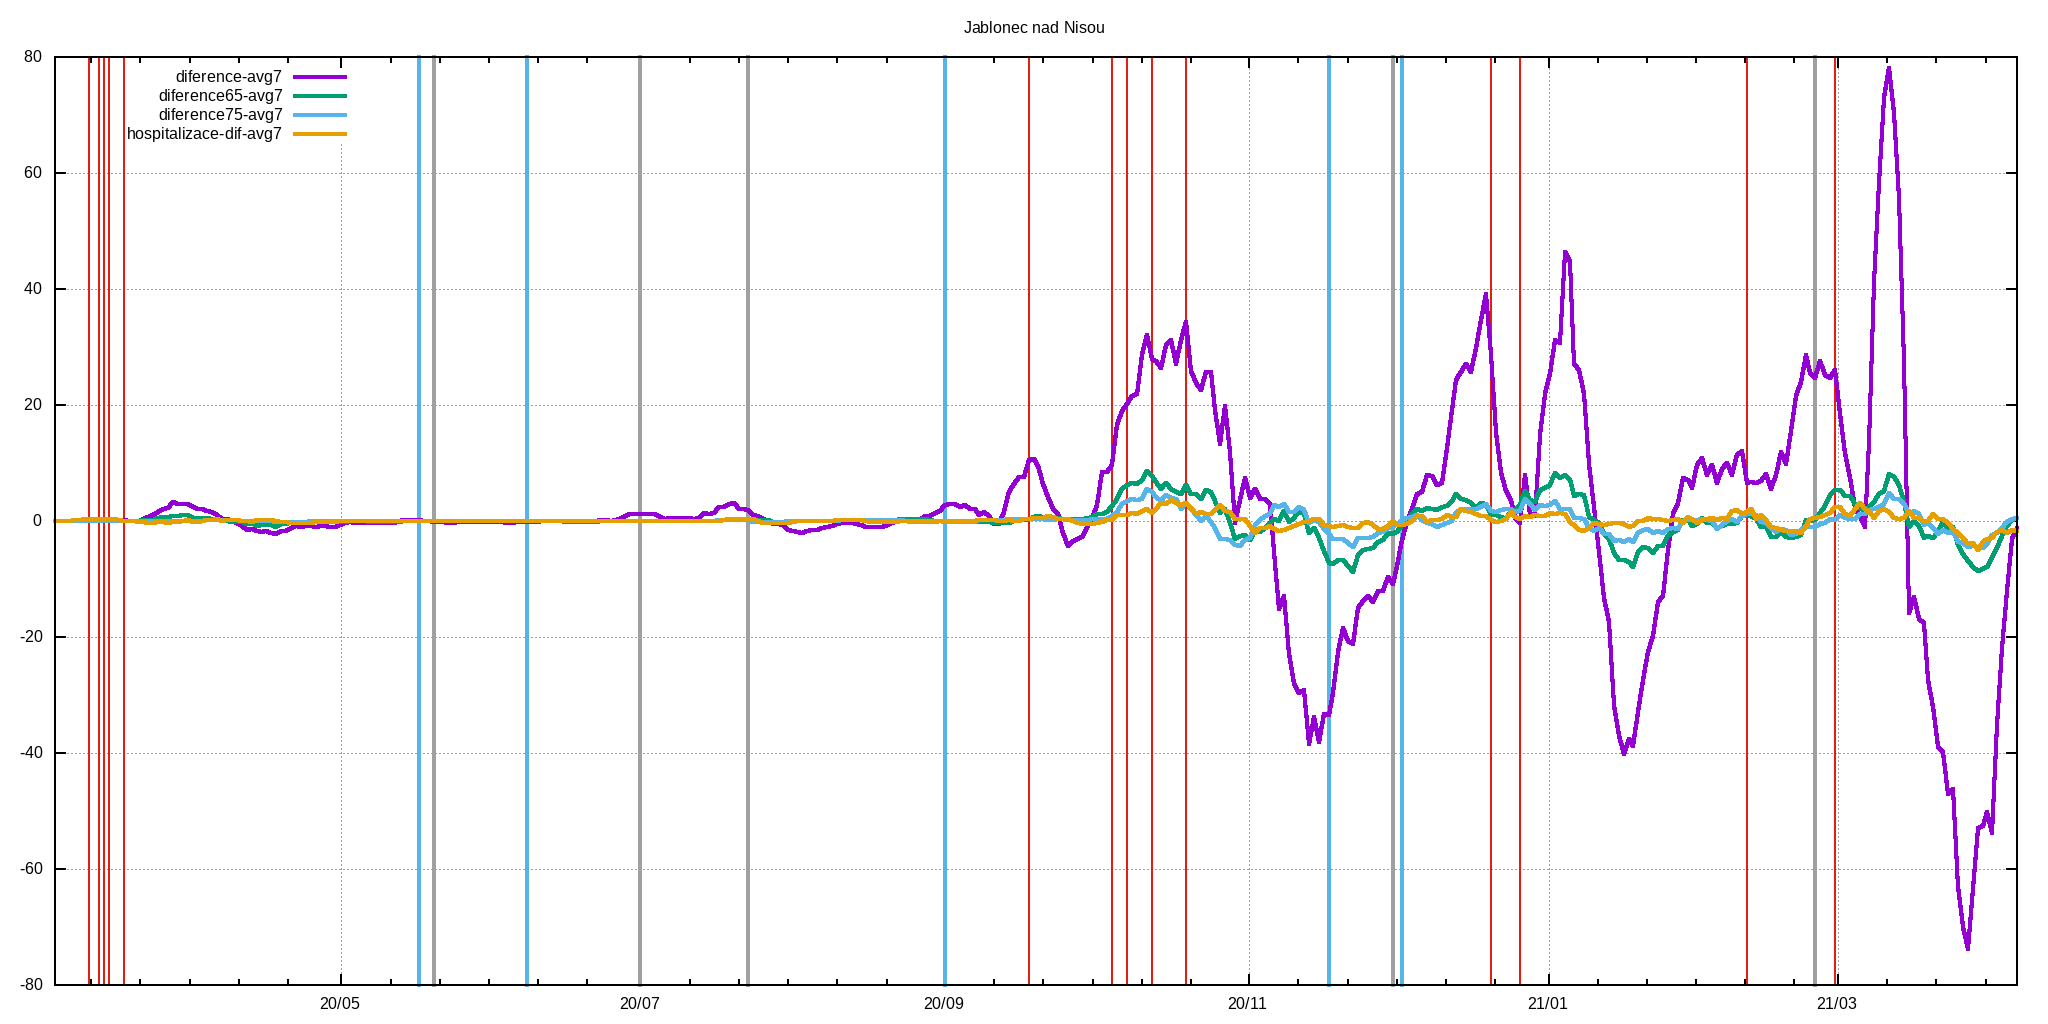 Jablonec nad Nisou
80
60
40
20
0
-20
-40
-60
-80
diference-avg7
diference65-avg7
diference75-avg7
hospitalizace-dif-avg7
20/05 20/07 20/09 20/11 21/01 21/03